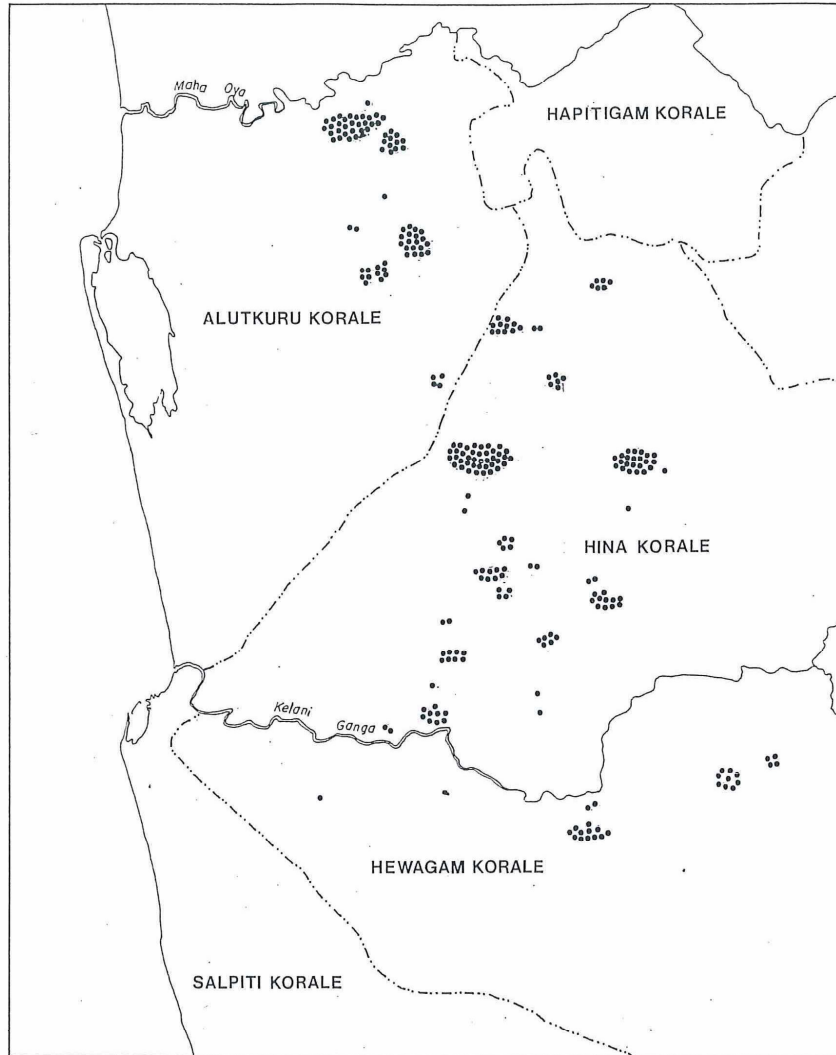 Maha Oya
HAPITIGAM KORALE
ALUTKURU KORALE
HINA KORALE
Kelani Ganga
HEWAGAM KORALE
SALPITI KORALE